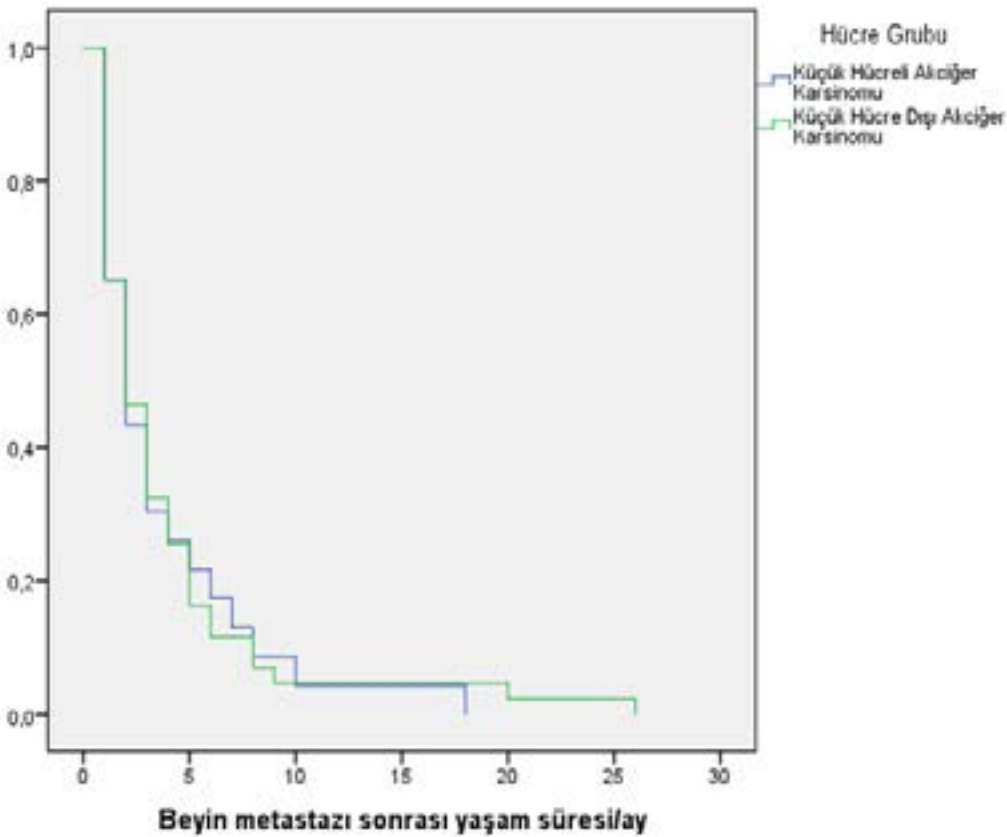 Hücre Grubu
Küçük Hücreli Akciğer
Karsinomu
Küçük Hücre Dışı Akciğer
Karsinomu
1,0
0,8
0,6
0,4
0,2
0,0
0 5 10 15 20 25 30
Beyin metastazı sonrası yaşam süresi/ay